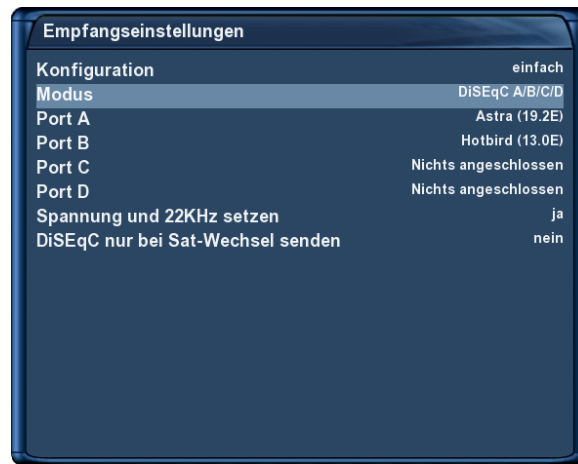 Empfangseinstellungen
Konfiguration einfach
Modus DiSEqC A/B/C/D
Port A Astra (19.2E)
Port B Hotbird (13.0E)
Port C Nichts angeschlossen
Port D Nichts angeschlossen
Spannung und 22KHz setzen ja
DiSEqC nur bei Sat-Wechsel senden nein